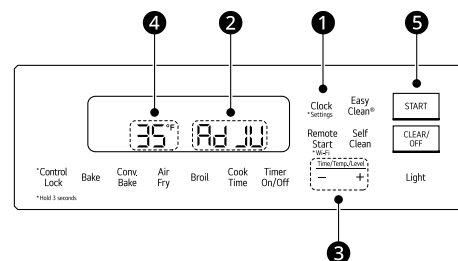 4 2 1 5
35°F AdJU
Clock
*Settings
Easy
Clean®
START
Remote
Start
*Wi-Fi
Self
Clean
CLEAR/
OFF
Time/Temp./Level
− +
*Control
Lock
Bake
Conv.
Bake
Air
Fry
Broil
Cook
Time
Timer
On/Off
Light
*Hold 3 seconds
3